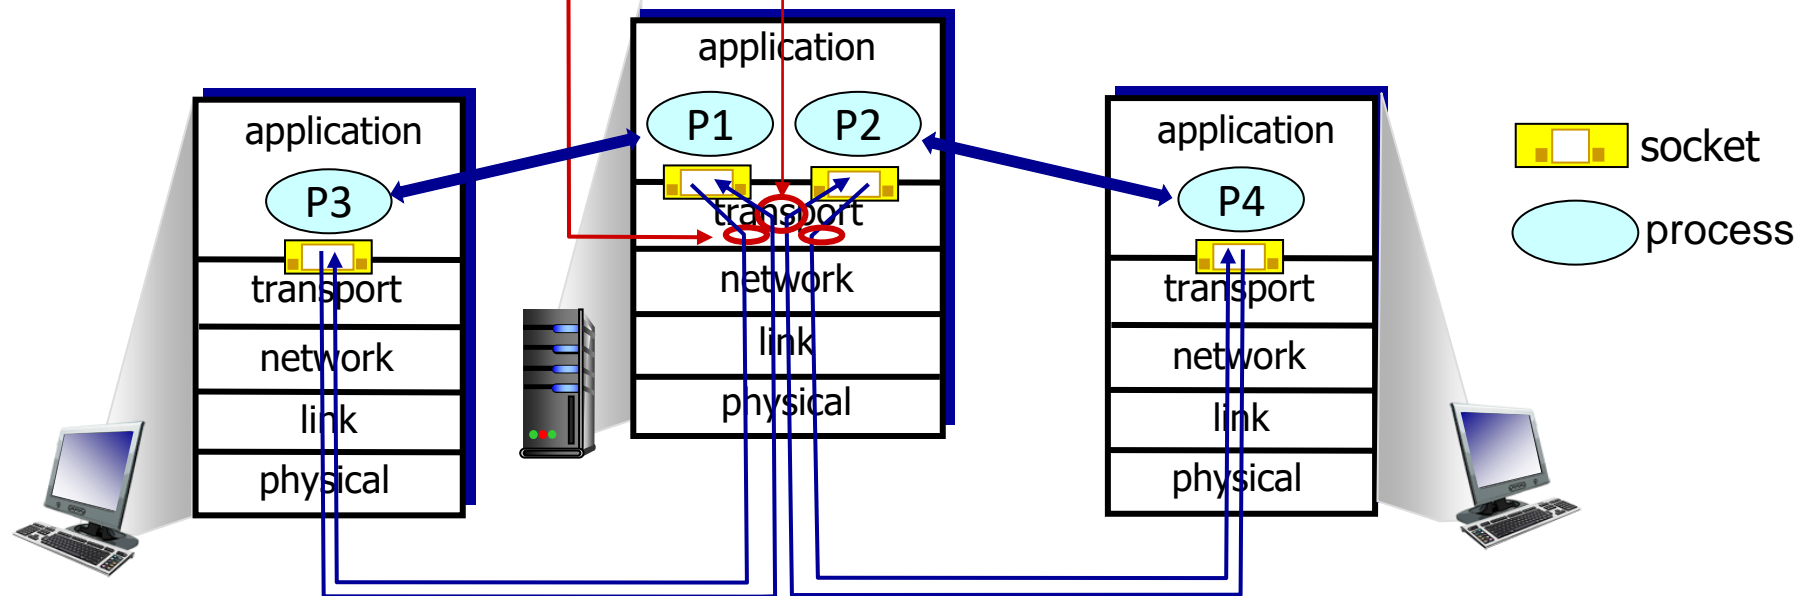 application
P1
P2
transport
network
link
physical
application
P3
transport
network
link
physical
application
P4
transport
network
link
physical
socket
process